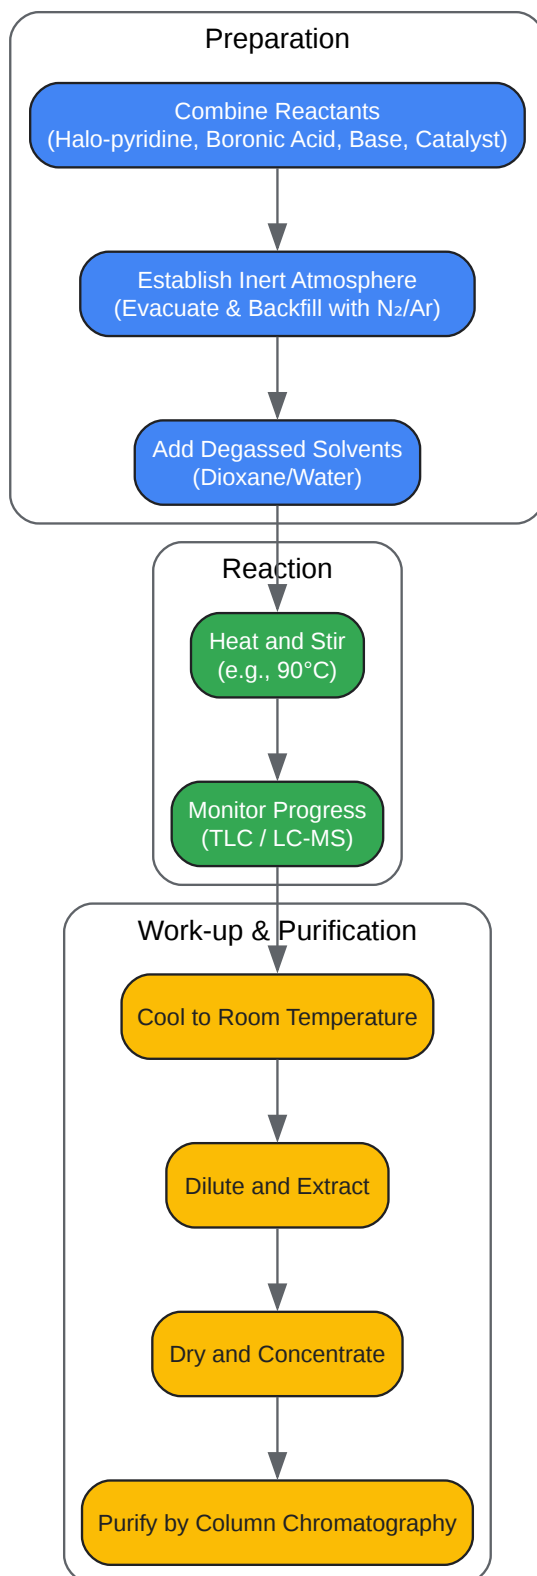 Preparation
Combine Reactants
(Halo-pyridine, Boronic Acid, Base, Catalyst)
Establish Inert Atmosphere
(Evacuate & Backfill with N₂/Ar)
Add Degassed Solvents
(Dioxane/Water)
Reaction
Heat and Stir
(e.g., 90°C)
Monitor Progress
(TLC / LC-MS)
Work-up & Purification
Cool to Room Temperature
Dilute and Extract
Dry and Concentrate
Purify by Column Chromatography